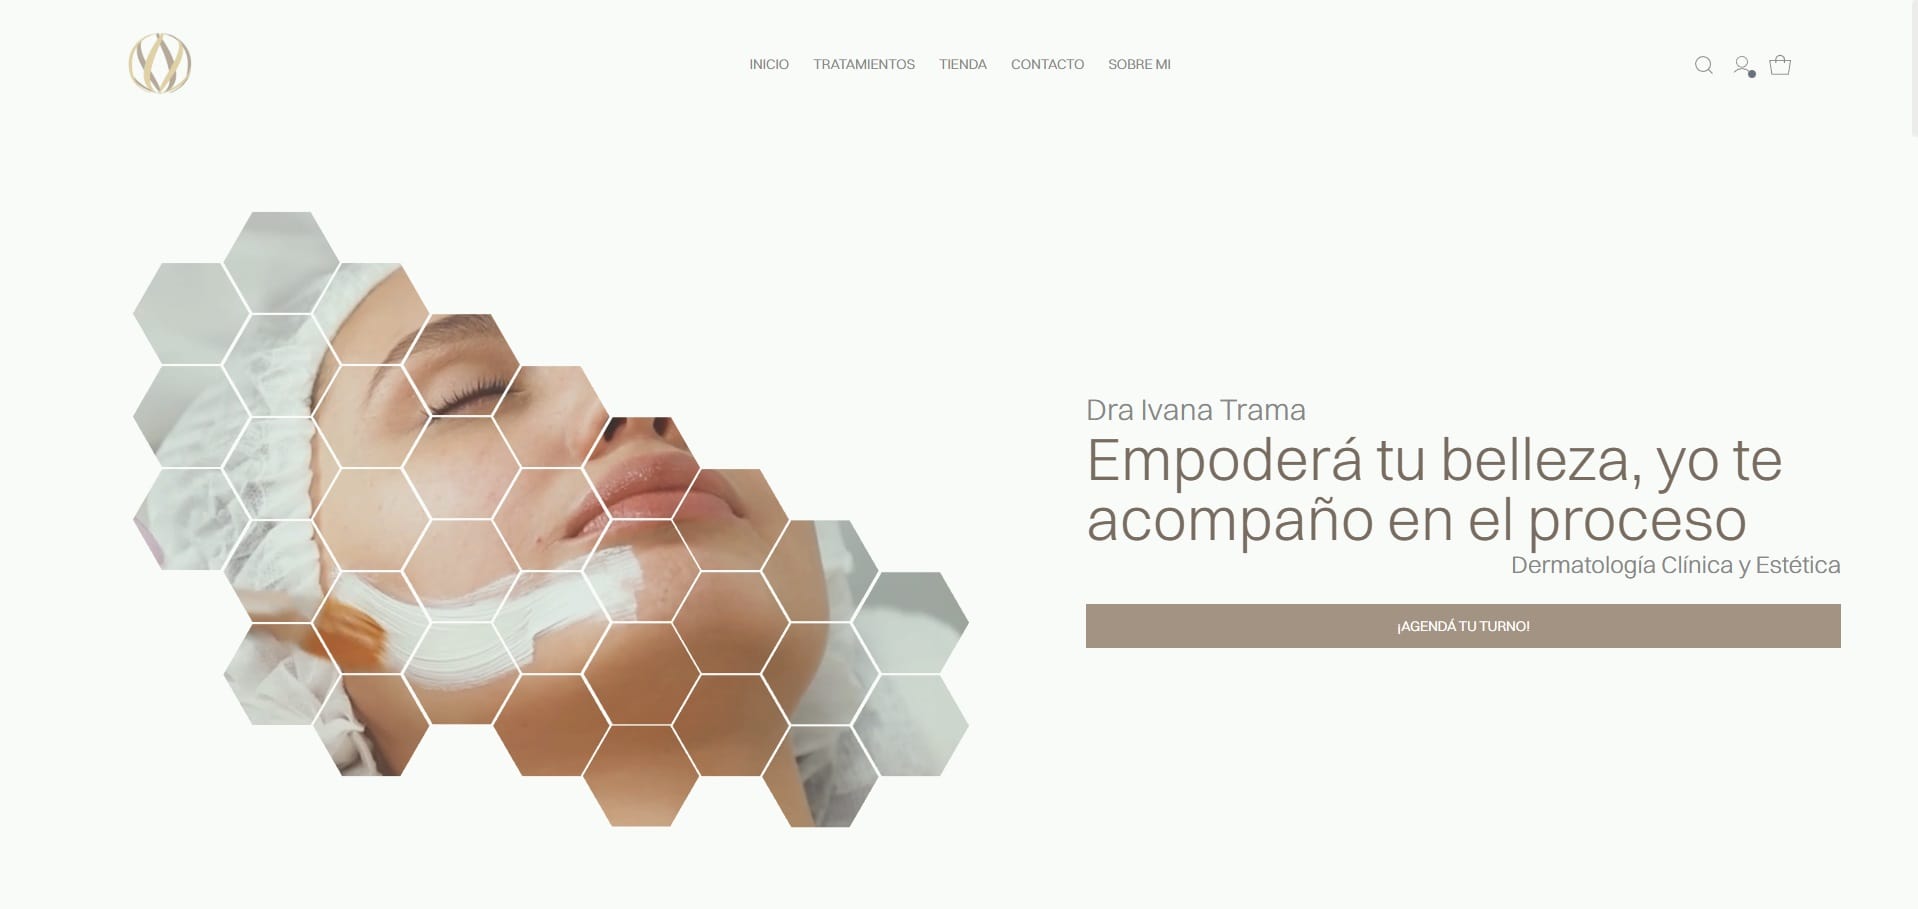 INICIO TRATAMIENTOS TIENDA CONTACTO SOBRE MI
Dra Ivana Trama
Empoderá tu belleza, yo te
acompaño en el proceso
Dermatología Clínica y Estética
¡AGENDÁ TU TURNO!